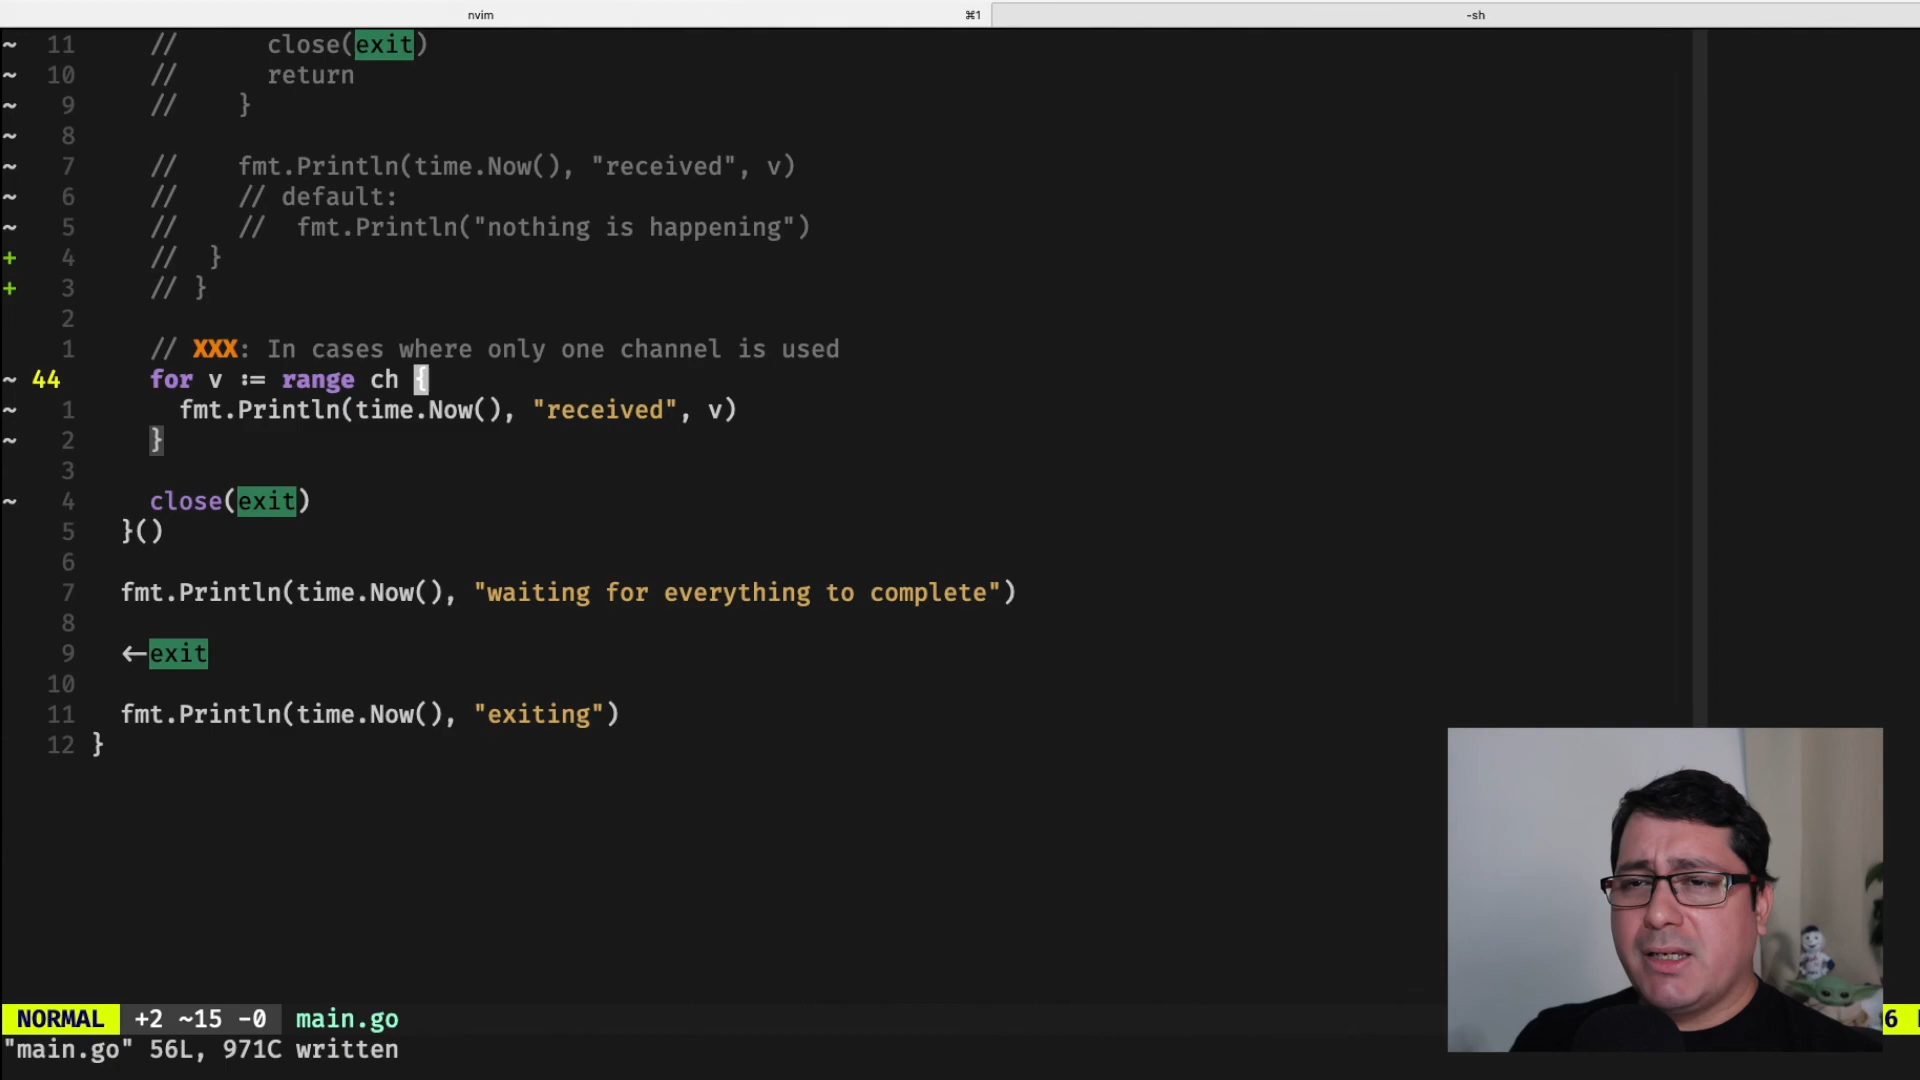 nvim ⌘1 -sh
~ 11 // close(exit)
~ 10 // return
~ 9 // }
~ 8
~ 7 // fmt.Println(time.Now(), "received", v)
~ 6 // // default:
~ 5 // // fmt.Println("nothing is happening")
+ 4 // }
+ 3 // }
2
1 // XXX: In cases where only one channel is used
~ 44 for v := range ch {
~ 1 fmt.Println(time.Now(), "received", v)
~ 2 }
3
~ 4 close(exit)
5 }()
6
7 fmt.Println(time.Now(), "waiting for everything to complete")
8
9 ←exit
10
11 fmt.Println(time.Now(), "exiting")
12 }
NORMAL +2 ~15 -0 main.go 6
"main.go" 56L, 971C written